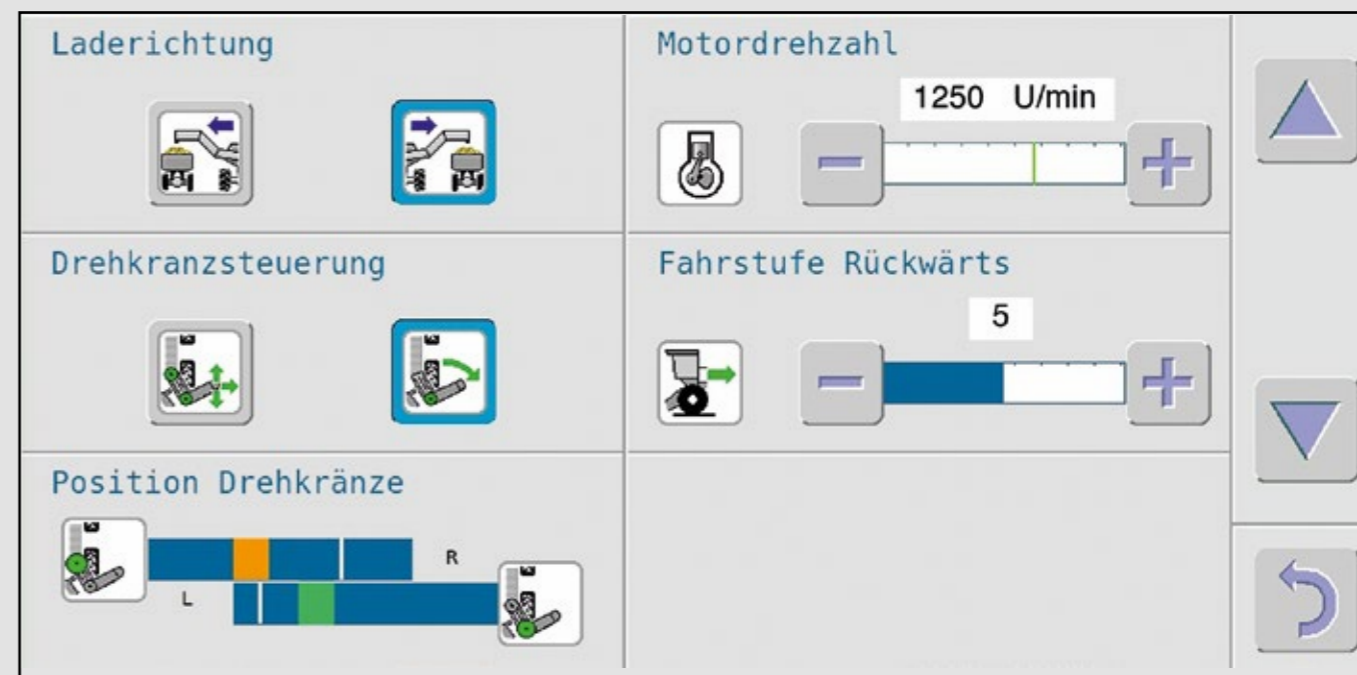 Laderichtung
Motordrehzahl
1250 U/min
Drehkranzsteuerung
Fahrstufe Rückwärts
5
Position Drehkränze
R
L